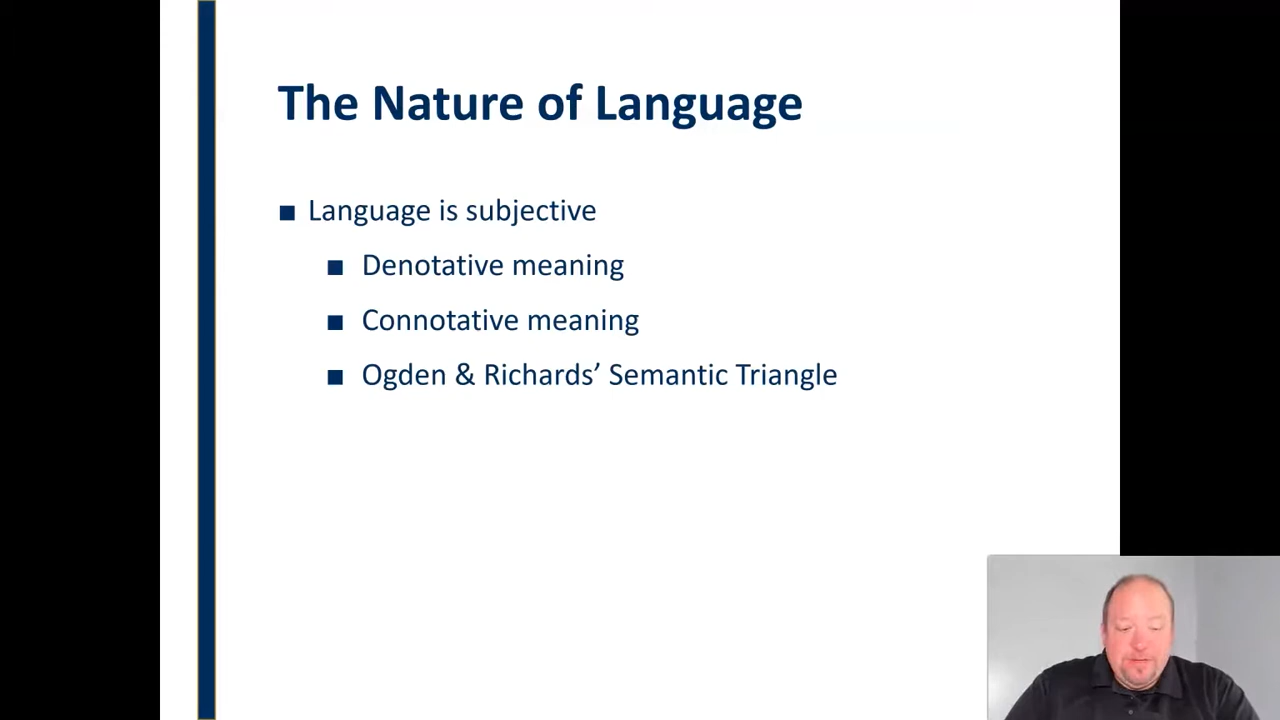 The Nature of Language
■ Language is subjective
■ Denotative meaning
■ Connotative meaning
■ Ogden & Richards’ Semantic Triangle